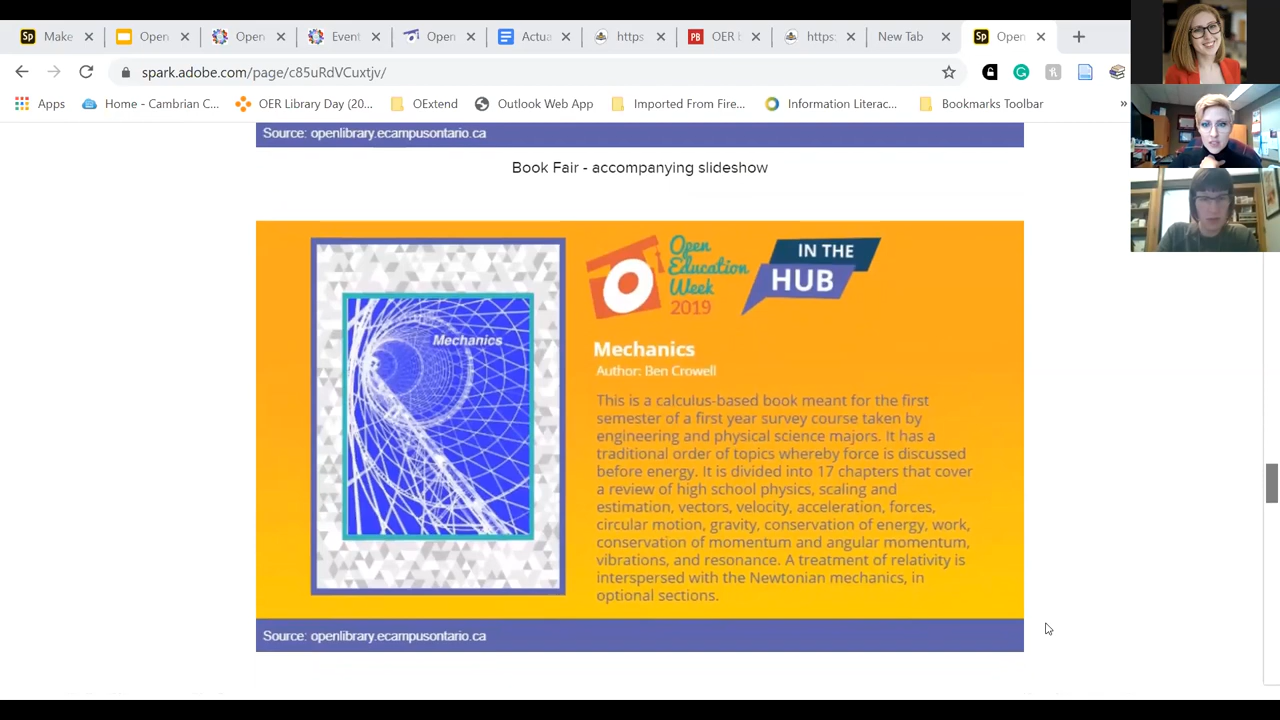 Sp Make
Open
Open
Event
Open
Actua
https
PB OER b
https:
New Tab
Sp Open
spark.adobe.com/page/r85uRdVCuxtjv/
Apps
Home - Cambrian C...
OER Library Day (20...
OExtend
Outlook Web App
Imported From Fire...
Information Literac...
Bookmarks Toolbar
»
Source: openlibrary.ecampusontario.ca
Book Fair - accompanying slideshow
Mechanics
Open
Education
Week
2019
IN THE
HUB
Mechanics
Author: Ben Crowell
This is a calculus-based book meant for the first
semester of a first year survey course taken by
engineering and physical science majors. It has a
traditional order of topics whereby force is discussed
before energy. It is divided into 17 chapters that cover
a review of high school physics, scaling and
estimation, vectors, velocity, acceleration, forces,
circular motion, gravity, conservation of energy, work,
conservation of momentum and angular momentum,
vibrations, and resonance. A treatment of relativity is
interspersed with the Newtonian mechanics, in
optional sections.
Source: openlibrary.ecampusontario.ca